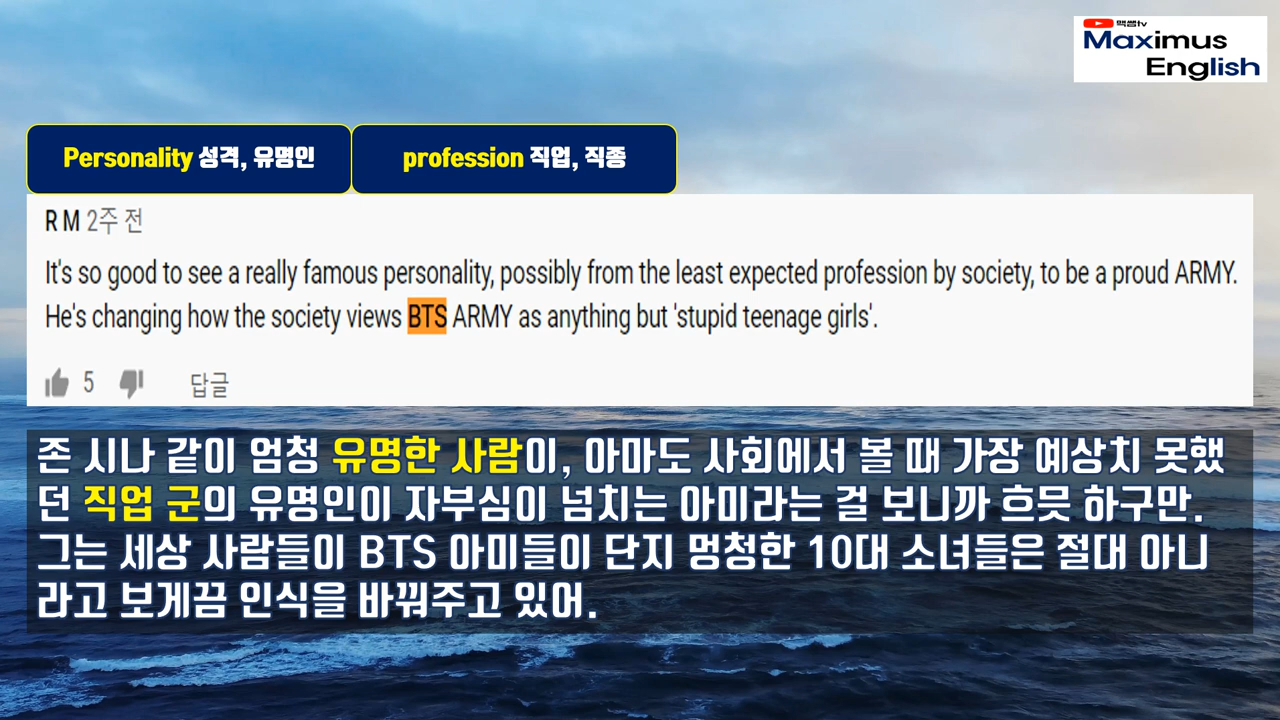 맥쌤tv
Maximus
English
Personality 성격, 유명인
profession 직업, 직종
R M 2주 전
It's so good to see a really famous personality, possibly from the least expected profession by society, to be a proud ARMY.
He's changing how the society views BTS ARMY as anything but 'stupid teenage girls'.
5
답글
존 시나 같이 엄청 유명한 사람이, 아마도 사회에서 볼 때 가장 예상치 못했
던 직업 군의 유명인이 자부심이 넘치는 아미라는 걸 보니까 흐믓 하구만.
그는 세상 사람들이 BTS 아미들이 단지 멍청한 10대 소녀들은 절대 아니
라고 보게끔 인식을 바꿔주고 있어.